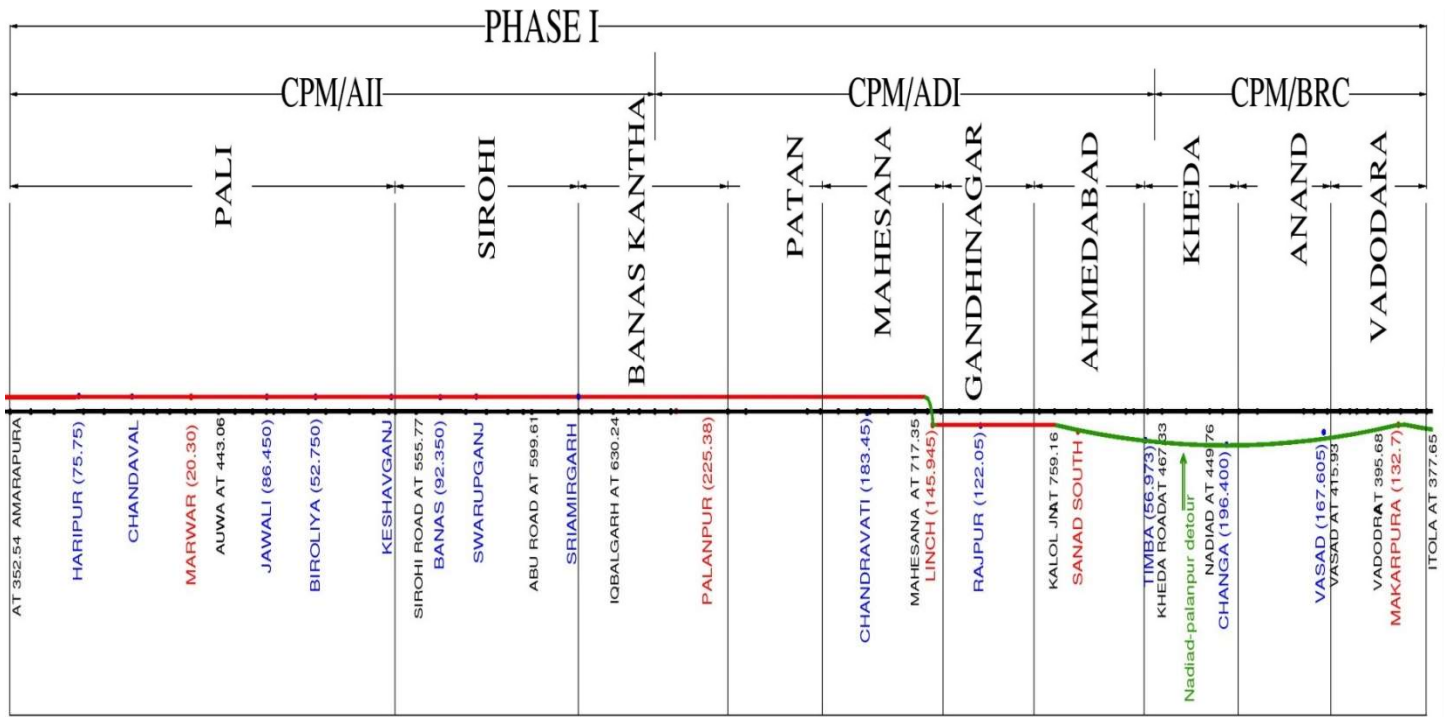 PHASE I
CPM/AII
CPM/ADI
CPM/BRC
PALI
SIROHI
BANAS KANTHA
PATAN
MAHESANA
GANDHINAGAR
AHMEDABAD
KHEDA
ANAND
VADODARA
AT 352.54 AMARAPURA
HARIPUR (75.75)
CHANDAVAL
MARWAR (20.30)
AUWA AT 443.06
JAWALI (86.450)
BIROLIYA (52.750)
KESHAVGANJ
SIROHI ROAD AT 555.77
BANAS (92.350)
SWARUPGANJ
ABU ROAD AT 599.61
SRIAMIRGARH
IQBALGARH AT 630.24
PALANPUR (225.38)
CHANDRAVATI (183.45)
MAHESANA AT 717.35
LINCH (145.945)
RAJPUR (122.05)
KALOL JN AT 759.16
SANAD SOUTH
TIMBA (56.973)
KHEDA ROADAT 467.33
Nadiad-palanpur detour
NADIAD AT 449.76
CHANGA (196.400)
VASAD (167.605)
VASAD AT 415.93
VADODRA AT 395.68
MAKARPURA (132.7)
ITOLA AT 377.65